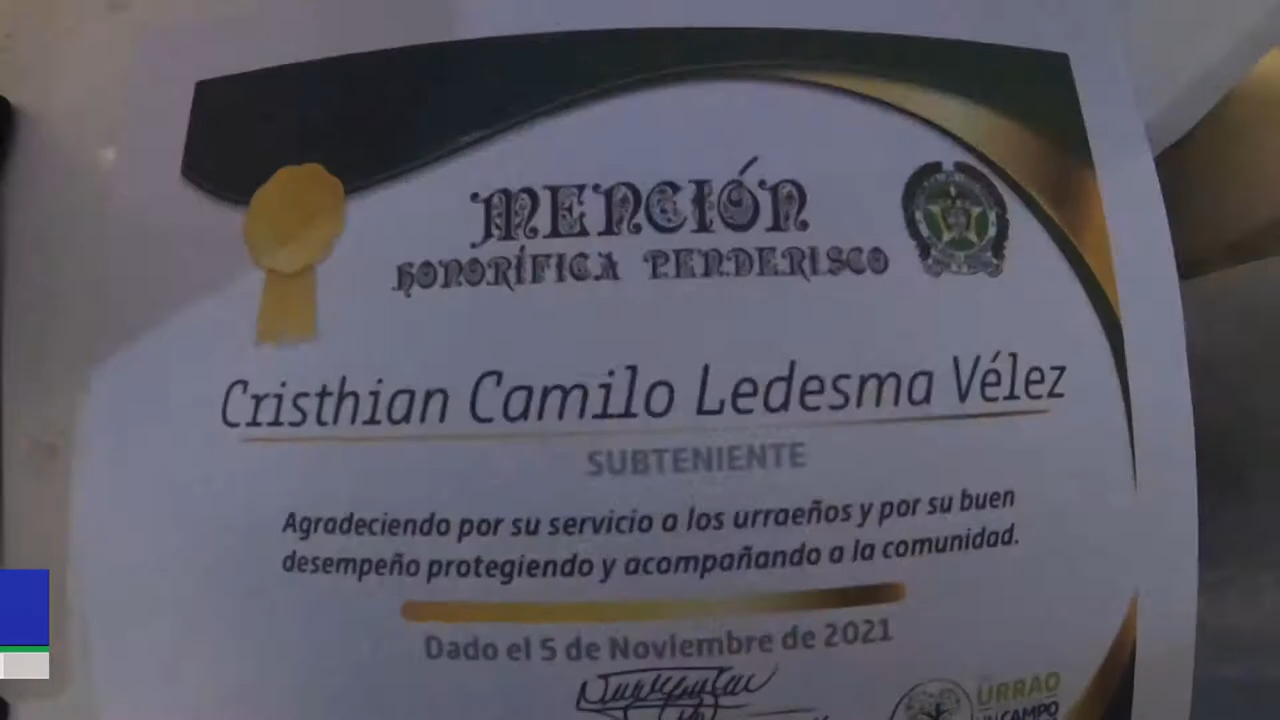 MENCIÓN
HONORÍFICA PENDERISCO
Cristhian Camilo Ledesma Vélez
SUBTENIENTE
Agradeciendo por su servicio a los urraeños y por su buen
desempeño protegiendo y acompañando a la comunidad.
Dado el 5 de Noviembre de 2021
URRAO
CAMPO